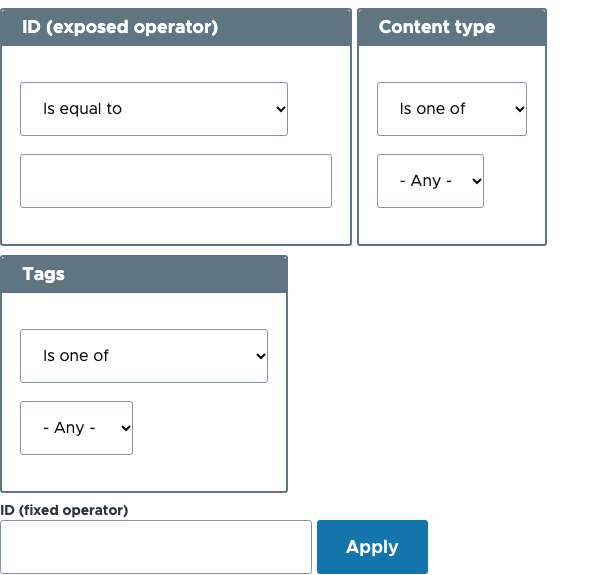 ID (exposed operator)
Is equal to
Content type
Is one of
- Any -
Tags
Is one of
- Any -
ID (fixed operator)
Apply